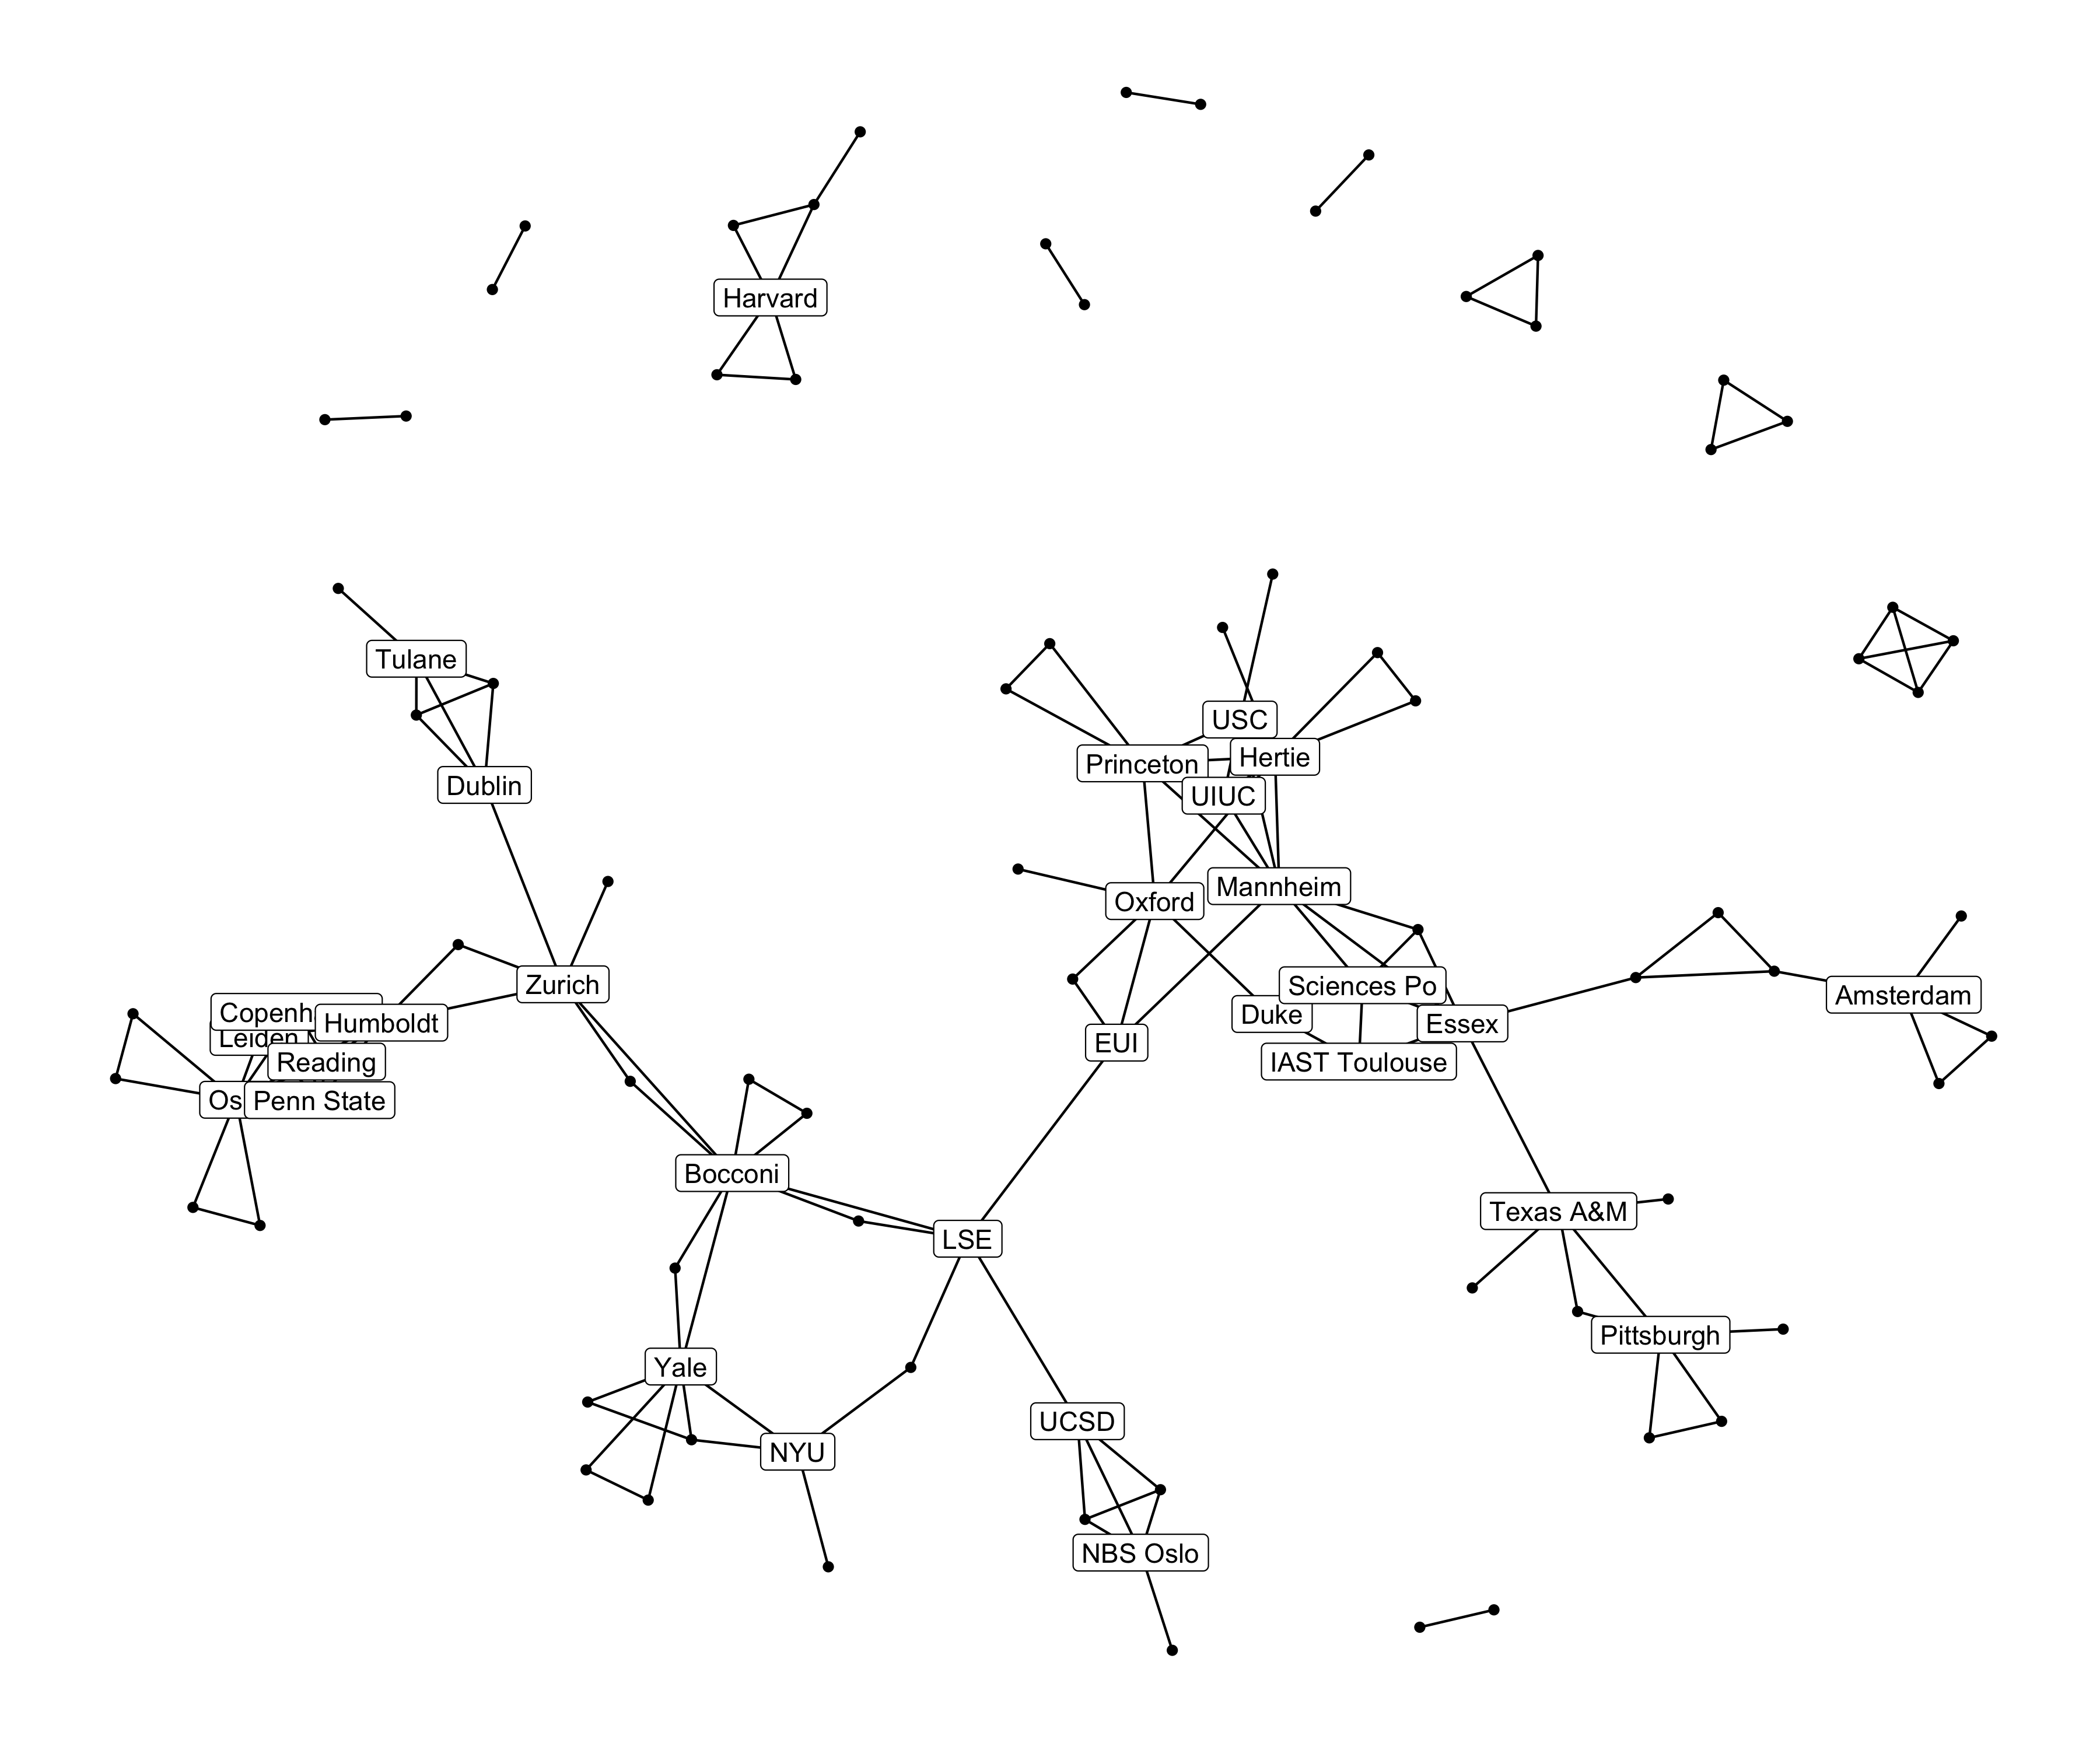 Harvard
Tulane
USC
Hertie
Princeton
Dublin
UIUC
Mannheim
Oxford
Zurich
Sciences Po
Amsterdam
Copenh
Humboldt
Duke
Essex
Leiden
EUI
Reading
IAST Toulouse
Os
Penn State
Bocconi
Texas A&M
LSE
Pittsburgh
Yale
UCSD
NYU
NBS Oslo